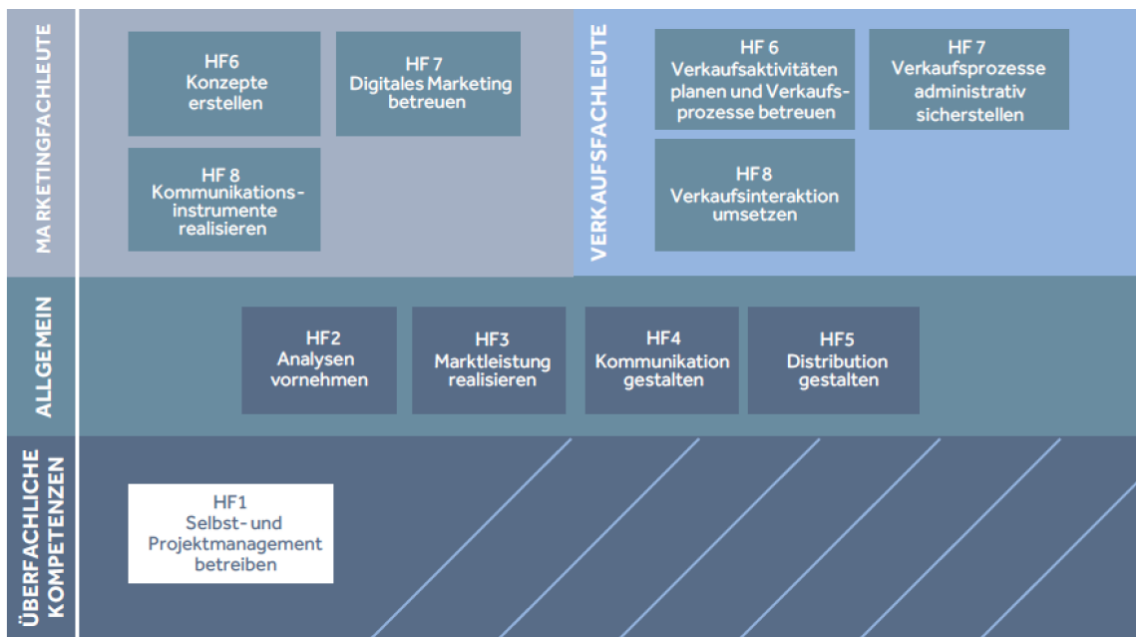 MARKETINGFACHLEUTE
HF6
Konzepte
erstellen
HF 7
Digitales Marketing
betreuen
HF 8
Kommunikations-
instrumente
realisieren
VERKAUFSFACHLEUTE
HF 6
Verkaufsaktivitäten
planen und Verkaufs-
prozesse betreuen
HF 7
Verkaufsprozesse
administrativ
sicherstellen
HF 8
Verkaufsinteraktion
umsetzen
ALLGEMEIN
HF2
Analysen
vornehmen
HF3
Marktleistung
realisieren
HF4
Kommunikation
gestalten
HF5
Distribution
gestalten
ÜBERFACHLICHE
KOMPETENZEN
HF1
Selbst- und
Projektmanagement
betreiben